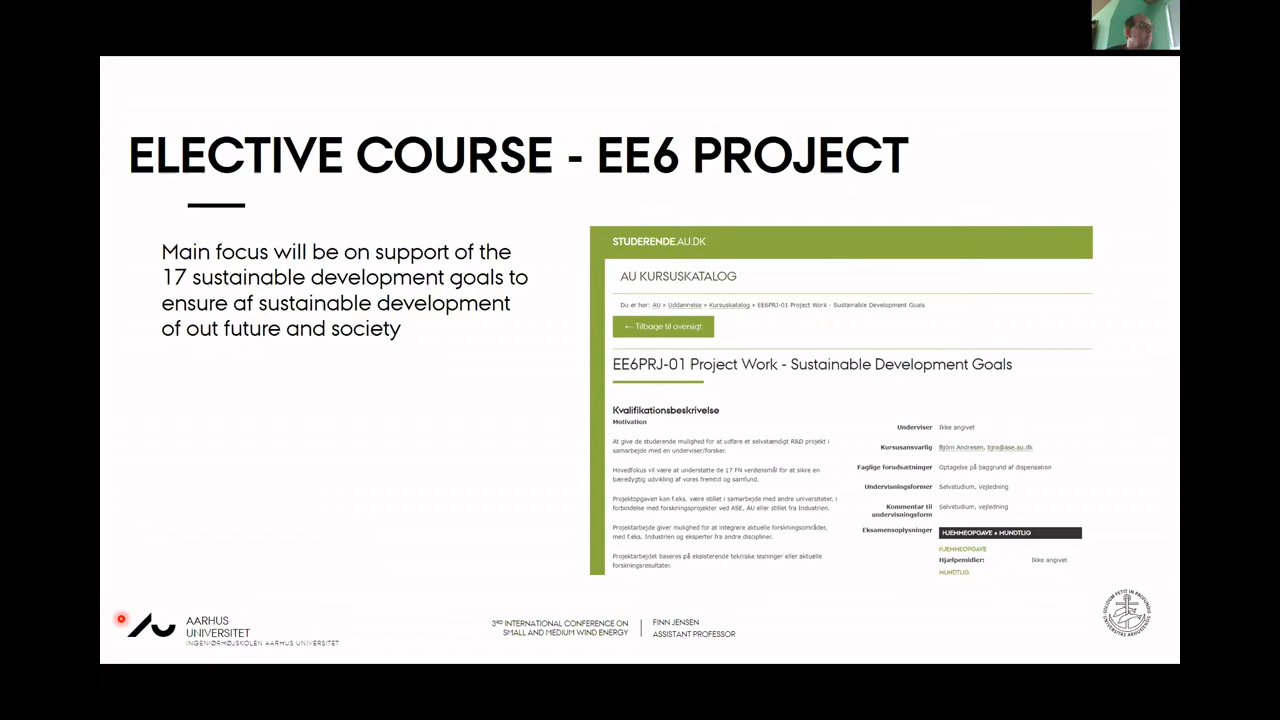 ELECTIVE COURSE - EE6 PROJECT
Main focus will be on support of the
17 sustainable development goals to
ensure af sustainable development
of out future and society
STUDERENDE.AU.DK
AU KURSUSKATALOG
Du er her: AU » Uddannelse » Kursuskatalog » EE6PRJ-01 Project Work - Sustainable Development Goals
← Tilbage til oversigt
EE6PRJ-01 Project Work - Sustainable Development Goals
Kvalifikationsbeskrivelse
Motivation
At give de studerende mulighed for at udføre et selvstændigt R&D projekt i
samarbejde med en underviser/forsker.
Hovedfokus vil være at understøtte de 17 FN verdensmål for at sikre en
bæredygtig udvikling af vores fremtid og samfund.
Projektopgaven kan f.eks. være stillet i samarbejde med andre universiteter, i
forbindelse med forskningsprojekter ved ASE, AU eller stillet fra Industrien.
Projektarbejde giver mulighed for at integrere aktuelle forskningsområder,
med f.eks. Industrien og eksperter fra andre discipliner.
Projektarbejdet baseres på eksisterende tekniske løsninger eller aktuelle
forskningsresultater.
Underviser Ikke angivet
Kursusansvarlig Björn Andresen, bjra@ase.au.dk
Faglige forudsætninger Optagelse på baggrund af dispensation
Undervisningsformer Selvstudium, Vejledning
Kommentar til Selvstudium, vejledning
undervisningsform
Eksamensoplysninger HJEMMEOPGAVE + MUNDTLIG
HJEMMEOPGAVE
Hjælpemidler: Ikke angivet
MUNDTLIG
AARHUS
UNIVERSITET
INGENIØRHØJSKOLEN AARHUS UNIVERSITET
3RD INTERNATIONAL CONFERENCE ON
SMALL AND MEDIUM WIND ENERGY
FINN JENSEN
ASSISTANT PROFESSOR